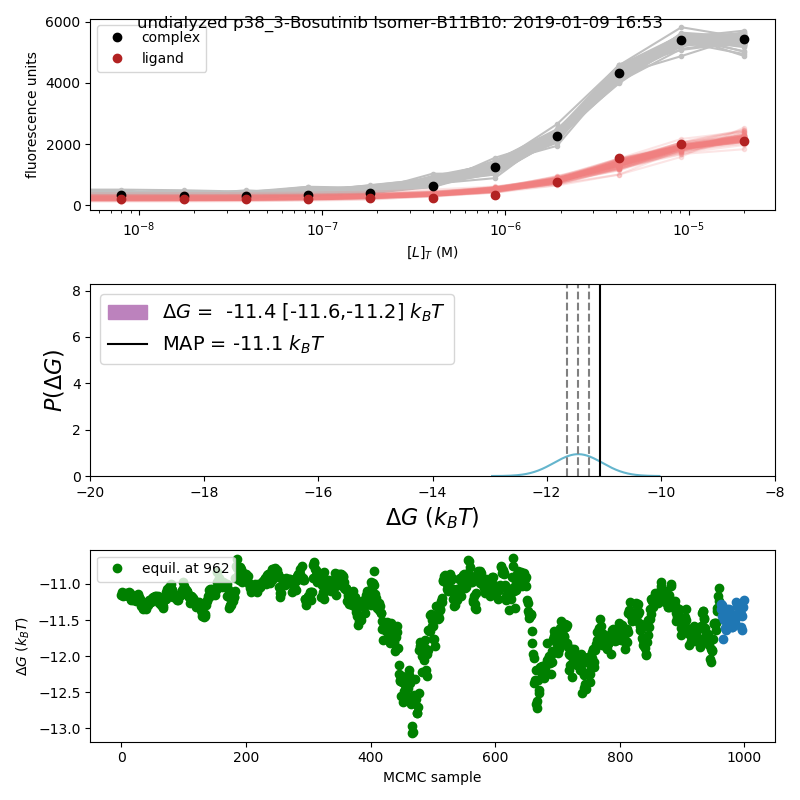 undialyzed p38_3-Bosutinib Isomer-B11B10: 2019-01-09 16:53
complex
ligand
fluorescence units
6000
4000
2000
0
10⁻⁸ 10⁻⁷ 10⁻⁶ 10⁻⁵
[L]_T (M)
ΔG = -11.4 [-11.6,-11.2] k_BT
MAP = -11.1 k_BT
P(ΔG)
8
6
4
2
0
−20 −18 −16 −14 −12 −10 −8
ΔG (k_BT)
equil. at 962
ΔG (k_BT)
−11.0
−11.5
−12.0
−12.5
−13.0
0 200 400 600 800 1000
MCMC sample